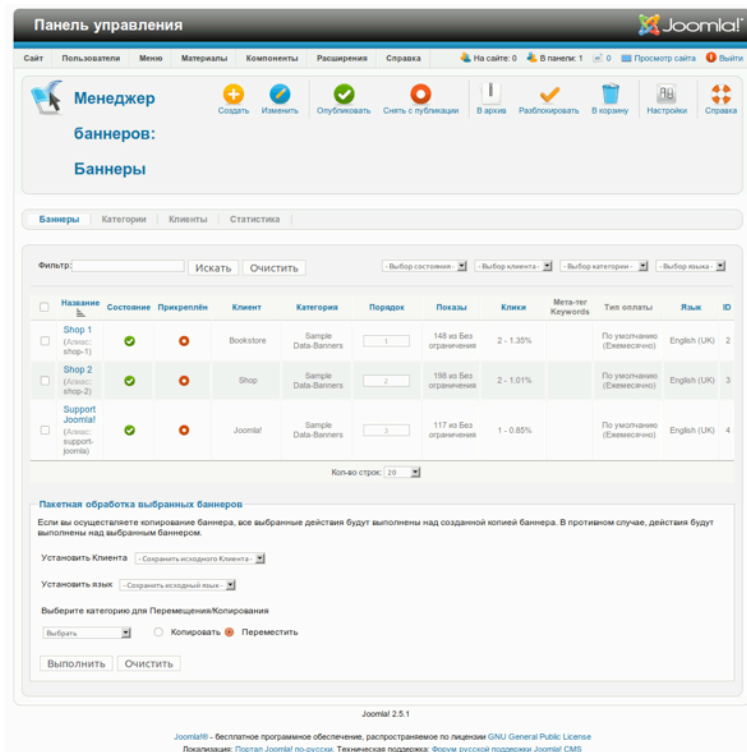 Панель управления
Joomla!
Сайт Пользователи Меню Материалы Компоненты Расширения Справка На сайте: 0 В панели: 1 0 Просмотр сайта Выйти
Менеджер баннеров: Баннеры
Создать Изменить Опубликовать Снять с публикации В архив Разблокировать В корзину Настройки Справка
Баннеры Категории Клиенты Статистика
Фильтр: Искать Очистить - Выбор состояния - - Выбор клиента - - Выбор категории - - Выбор языка -
Название Состояние Прикреплён Клиент Категория Порядок Показы Клики Мета-тег Keywords Тип оплаты Язык ID
Shop 1 (Алиас: shop-1) Bookstore Sample Data-Banners 1 148 из Без ограничения 2 - 1.35% По умолчанию (Ежемесячно) English (UK) 2
Shop 2 (Алиас: shop-2) Shop Sample Data-Banners 2 198 из Без ограничения 2 - 1.01% По умолчанию (Ежемесячно) English (UK) 3
Support Joomla! (Алиас: support-joomla) Joomla! Sample Data-Banners 3 117 из Без ограничения 1 - 0.85% По умолчанию (Ежемесячно) English (UK) 4
Кол-во строк: 20
Пакетная обработка выбранных баннеров
Если вы осуществляете копирование баннера, все выбранные действия будут выполнены над созданной копией баннера. В противном случае, действия будут
выполнены над выбранным баннером.
Установить Клиента - Сохранить исходного Клиента -
Установить язык - Сохранить исходный язык -
Выберите категорию для Перемещения/Копирования
Выбрать Копировать Переместить
Выполнить Очистить
Joomla! 2.5.1
Joomla!® - бесплатное программное обеспечение, распространяемое по лицензии GNU General Public License
Локализация: Портал Joomla! по-русски. Техническая поддержка: Форум русской поддержки Joomla! CMS